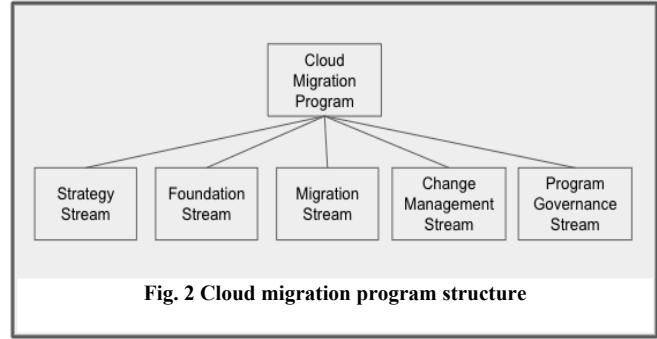 Cloud
Migration
Program
Strategy
Stream
Foundation
Stream
Migration
Stream
Change
Management
Stream
Program
Governance
Stream
Fig. 2 Cloud migration program structure